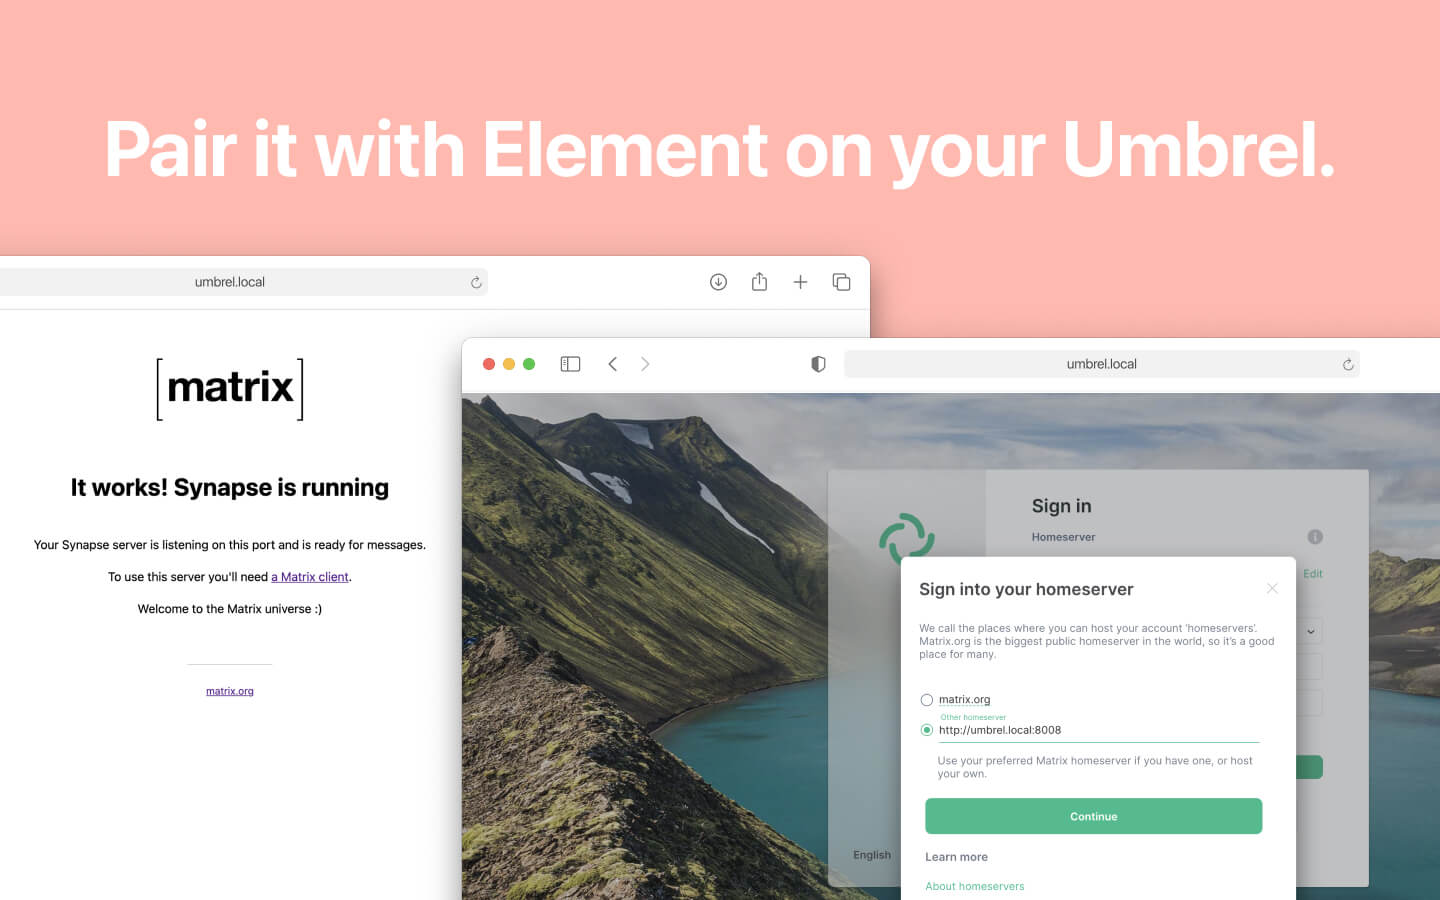 Pair it with Element on your Umbrel.
umbrel.local
[matrix]
It works! Synapse is running
Your Synapse server is listening on this port and is ready for messages.
To use this server you'll need a Matrix client.
Welcome to the Matrix universe :)
matrix.org
umbrel.local
Sign in
Homeserver
Edit
Sign into your homeserver
We call the places where you can host your account ‘homeservers’.
Matrix.org is the biggest public homeserver in the world, so it’s a good
place for many.
matrix.org
Other homeserver
http://umbrel.local:8008
Use your preferred Matrix homeserver if you have one, or host
your own.
Continue
English
Learn more
About homeservers